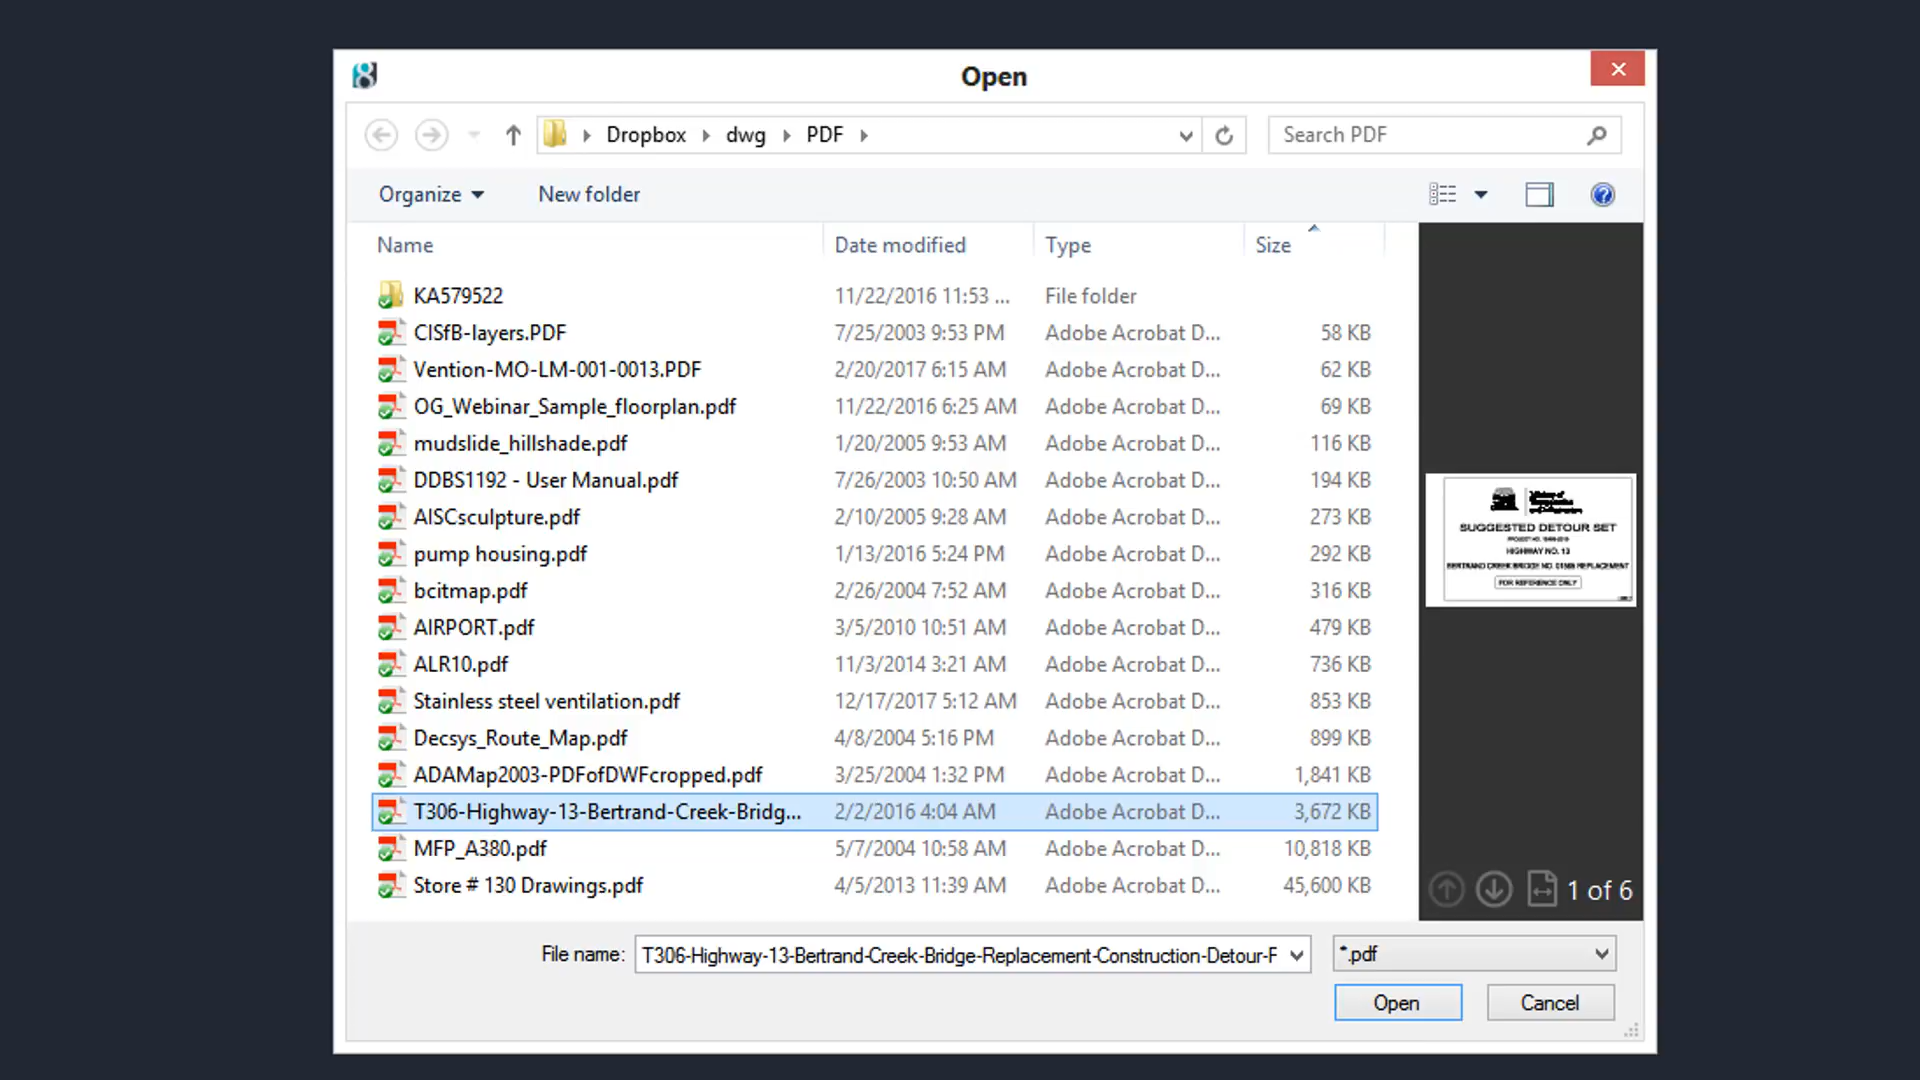 Open
Dropbox dwg PDF
Search PDF
Organize New folder
Name Date modified Type Size
KA579522 11/22/2016 11:53 ... File folder
CISfB-layers.PDF 7/25/2003 9:53 PM Adobe Acrobat D... 58 KB
Vention-MO-LM-001-0013.PDF 2/20/2017 6:15 AM Adobe Acrobat D... 62 KB
OG_Webinar_Sample_floorplan.pdf 11/22/2016 6:25 AM Adobe Acrobat D... 69 KB
mudslide_hillshade.pdf 1/20/2005 9:53 AM Adobe Acrobat D... 116 KB
DDBS1192 - User Manual.pdf 7/26/2003 10:50 AM Adobe Acrobat D... 194 KB
AISCsculpture.pdf 2/10/2005 9:28 AM Adobe Acrobat D... 273 KB
pump housing.pdf 1/13/2016 5:24 PM Adobe Acrobat D... 292 KB
bcitmap.pdf 2/26/2004 7:52 AM Adobe Acrobat D... 316 KB
AIRPORT.pdf 3/5/2010 10:51 AM Adobe Acrobat D... 479 KB
ALR10.pdf 11/3/2014 3:21 AM Adobe Acrobat D... 736 KB
Stainless steel ventilation.pdf 12/17/2017 5:12 AM Adobe Acrobat D... 853 KB
Decsys_Route_Map.pdf 4/8/2004 5:16 PM Adobe Acrobat D... 899 KB
ADAMap2003-PDFofDWFcropped.pdf 3/25/2004 1:32 PM Adobe Acrobat D... 1,841 KB
T306-Highway-13-Bertrand-Creek-Bridg... 2/2/2016 4:04 AM Adobe Acrobat D... 3,672 KB
MFP_A380.pdf 5/7/2004 10:58 AM Adobe Acrobat D... 10,818 KB
Store # 130 Drawings.pdf 4/5/2013 11:39 AM Adobe Acrobat D... 45,600 KB
SUGGESTED DETOUR SET
HIGHWAY NO. 13
BERTRAND CREEK BRIDGE NO. REPLACEMENT
FOR REFERENCE ONLY
1 of 6
File name: T306-Highway-13-Bertrand-Creek-Bridge-Replacement-Construction-Detour-F
*.pdf
Open Cancel